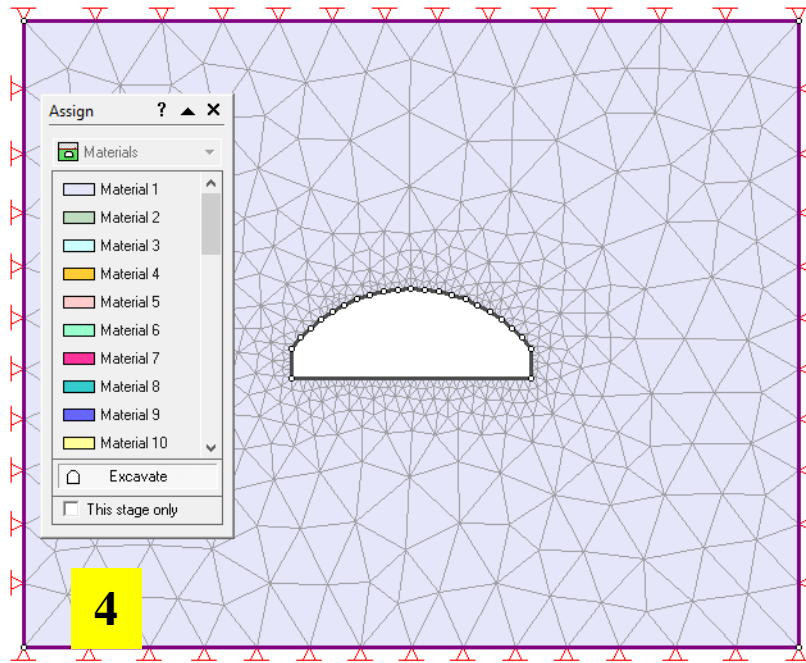 Assign ?
Materials
Material 1
Material 2
Material 3
Material 4
Material 5
Material 6
Material 7
Material 8
Material 9
Material 10
Excavate
This stage only
4